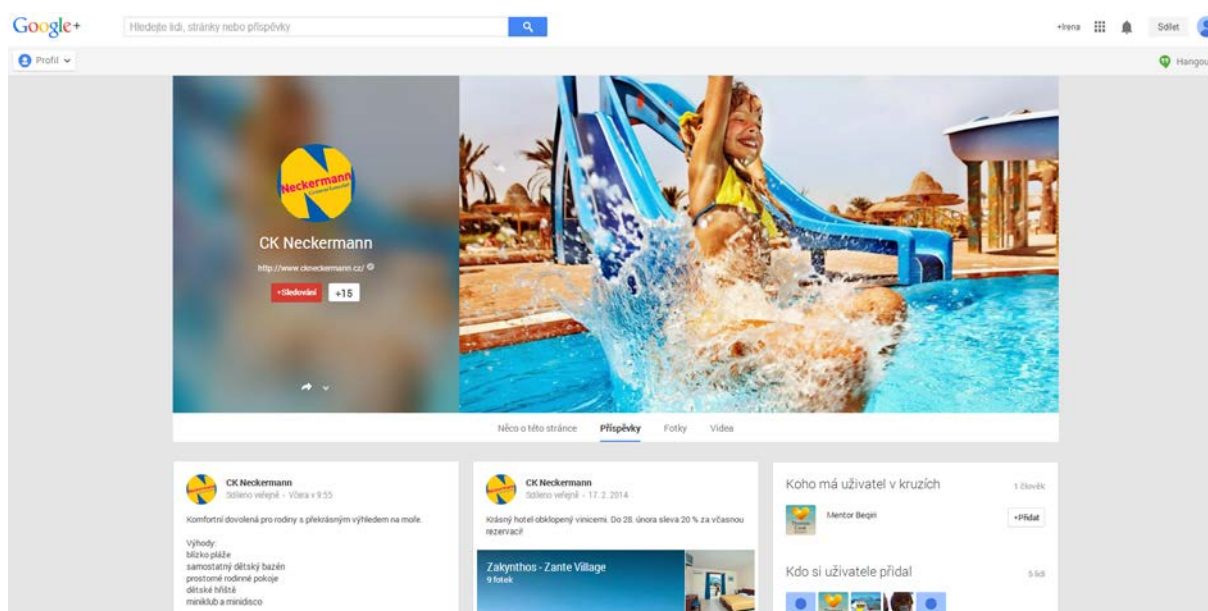 Google+
Hledejte lidi, stránky nebo příspěvky
+Irena
Sdílet
Profil
Hangou
Neckermann
CK Neckermann
http://www.ckneckermann.cz/
+Sledování
+15
Něco o této stránce Příspěvky Fotky Videa
CK Neckermann
Sdíleno veřejně - Včera v 9:55
Komfortní dovolená pro rodiny s překrásným výhledem na moře.
Výhody:
blízko pláže
samostatný dětský bazén
prostorné rodinné pokoje
dětské hřiště
miniklub a minidisco
CK Neckermann
Sdíleno veřejně - 17. 2. 2014
Krásný hotel obklopený vinicemi. Do 28. února sleva 20 % za včasnou
rezervaci!
Zakynthos - Zante Village
9 fotek
Koho má uživatel v kruzích
1 člověk
Mentor Beqiri
+Přidat
Kdo si uživatele přidal
5 lidí